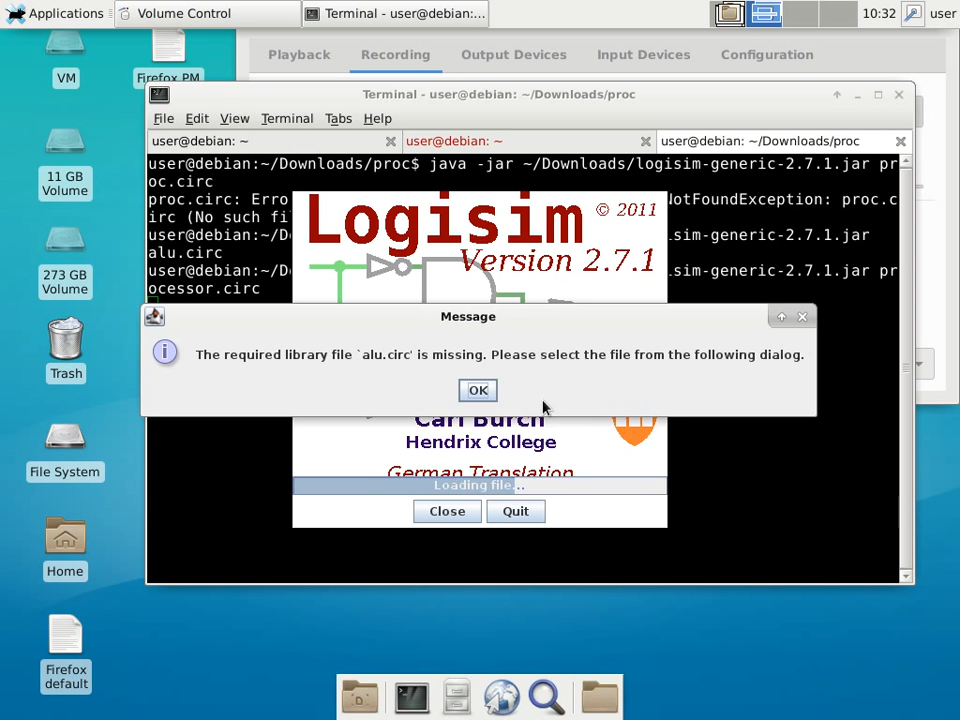 Applications
Volume Control
Terminal - user@debian:...
10:32
user
VM
Firefox PM
Playback
Recording
Output Devices
Input Devices
Configuration
11 GB
Volume
273 GB
Volume
Trash
File System
Home
Firefox
default
Terminal - user@debian: ~/Downloads/proc
File Edit View Terminal Tabs Help
user@debian: ~
user@debian: ~
user@debian: ~/Downloads/proc
user@debian:~/Downloads/proc$ java -jar ~/Downloads/logisim-generic-2.7.1.jar pr
oc.circ
proc.circ: Erro NotFoundException: proc.c
irc (No such fi
user@debian:~/D sim-generic-2.7.1.jar
alu.circ
user@debian:~/D sim-generic-2.7.1.jar pr
ocessor.circ
Logisim © 2011
Version 2.7.1
Message
The required library file `alu.circ' is missing. Please select the file from the following dialog.
OK
Carl Burch
Hendrix College
German Translation
Loading file...
Close
Quit